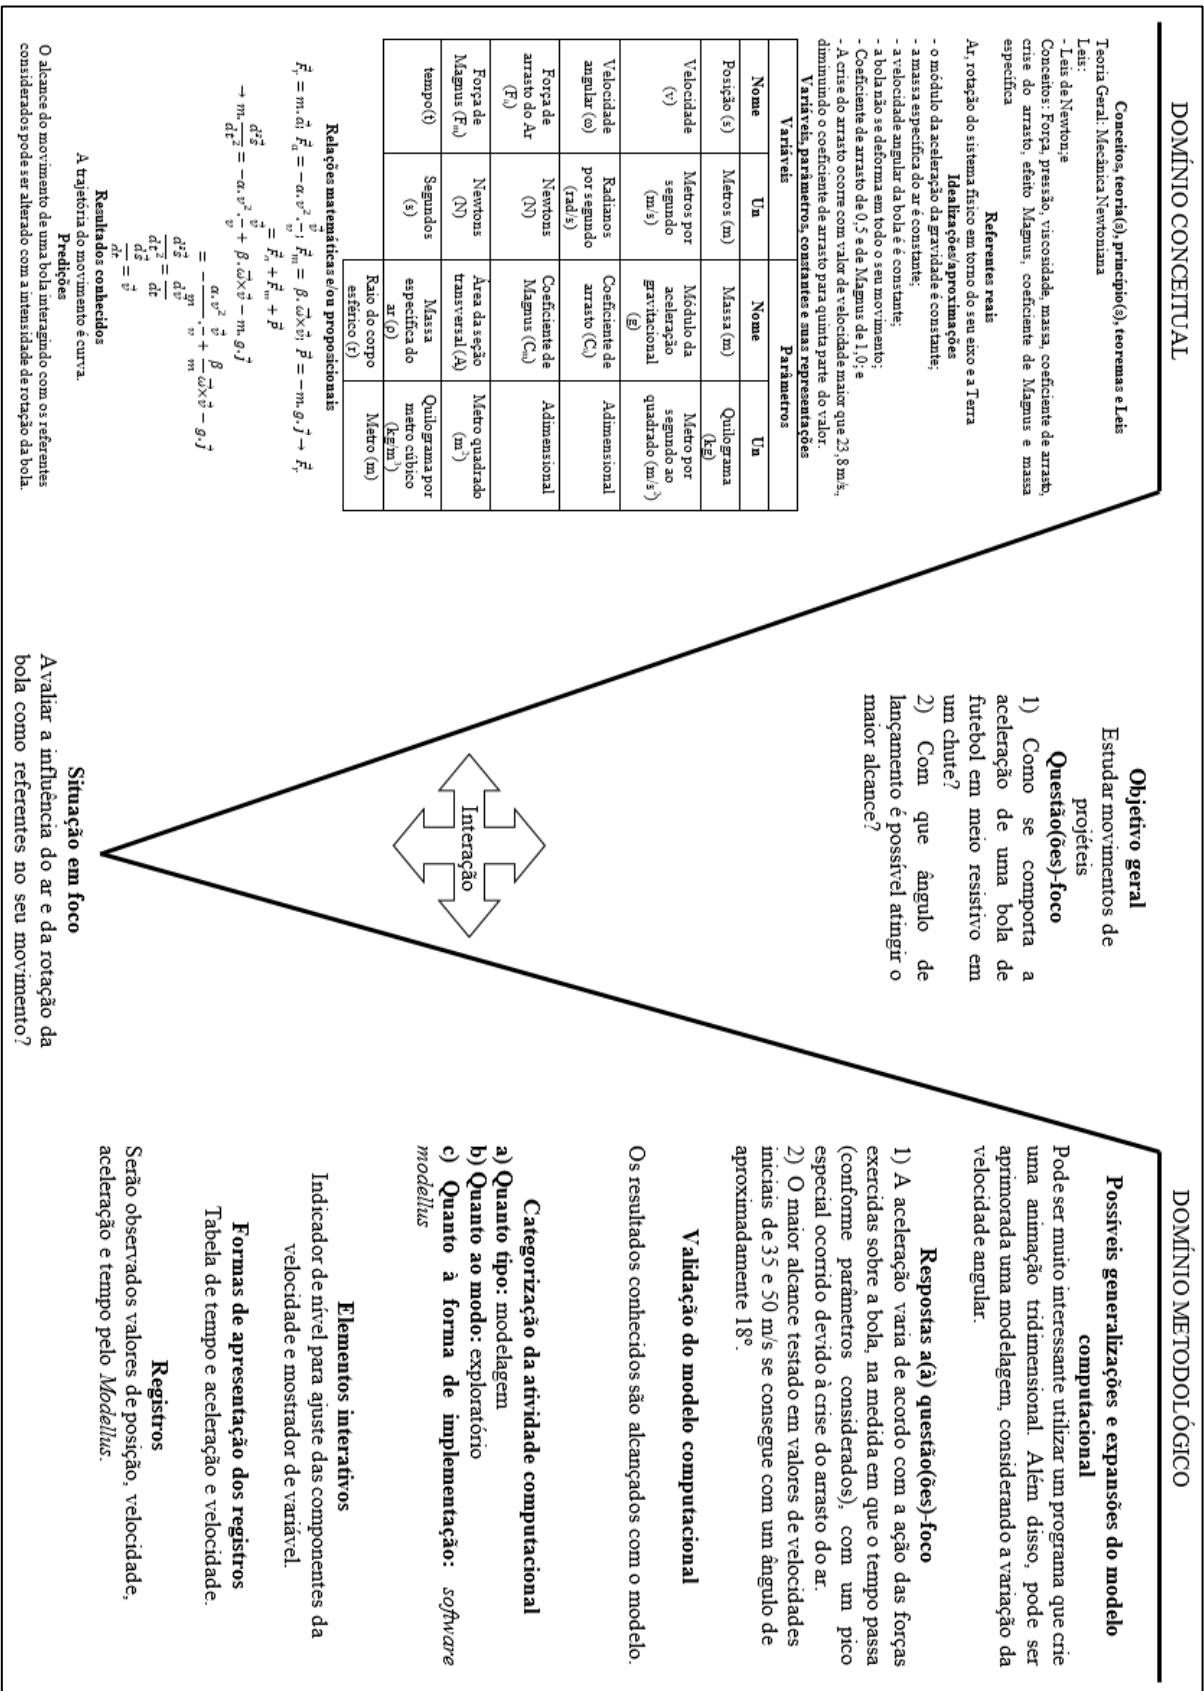 DOMÍNIO CONCEITUAL
Conceitos, teoria(s), princípio(s), teoremas e Leis
Teoria Geral: Mecânica Newtoniana
Leis:
- Leis de Newton;e
Conceitos: Força, pressão, viscosidade, massa, coeficiente de arrasto,
crise do arrasto, efeito Magnus, coeficiente de Magnus e massa
especifica
Referentes reais
Ar, rotação do sistema físico em torno do seu eixo e a Terra
Idealizações/aproximações
- o módulo da aceleração da gravidade é constante;
- a massa especifica do ar é constante;
- a velocidade angular da bola é é constante;
- a bola não se deforma em todo o seu movimento;
- Coeficiente de arrasto de 0,5 e de Magnus de 1,0; e
- A crise do arrasto ocorre com valor de velocidade maior que 23,8 m/s,
diminuindo o coeficiente de arrasto para quinta parte do valor.
Variáveis, parâmetros, constantes e suas representações
Variáveis Parâmetros
Nome Un Nome Un
Posição (s) Metros (m) Massa (m) Quilograma (kg)
Velocidade (v) Metros por segundo (m/s) Módulo da aceleração gravitacional (g) Metro por segundo ao quadrado (m/s²)
Velocidade angular (ω) Radianos por segundo (rad/s) Coeficiente de arrasto (Cₐ) Adimensional
Força de arrasto do Ar (Fₐ) Newtons (N) Coeficiente de Magnus (Cₘ) Adimensional
Força de Magnus (Fₘ) Newtons (N) Área da seção transversal (A) Metro quadrado (m²)
tempo(t) Segundos (s) Massa especifica do ar (ρ) Quilograma por metro cúbico (kg/m³)
Raio do corpo esférico (r) Metro (m)
Relações matemáticas e/ou proposicionais
F⃗ᵣ = m.a⃗; F⃗ₐ = −α.v².v⃗/v; F⃗ₘ = β.ω⃗×v⃗; P⃗ = −m.g.j⃗ → F⃗ᵣ
= F⃗ₐ + F⃗ₘ + P⃗
→ m.d²s⃗/dt² = −α.v².v⃗/v + β.ω⃗×v⃗ − m.g.j⃗
d²s⃗/dt² = dv⃗/dt = −α.v²/m.v⃗/v + β/m ω⃗×v⃗ − g.j⃗
ds⃗/dt = v⃗
Resultados conhecidos
A trajetória do movimento é curva.
Predições
O alcance do movimento de uma bola interagindo com os referentes
considerados pode ser alterado com a intensidade de rotação da bola.
Objetivo geral
Estudar movimentos de
projéteis
Questão(ões)-foco
1) Como se comporta a
aceleração de uma bola de
futebol em meio resistivo em
um chute?
2) Com que ângulo de
lançamento é possível atingir o
maior alcance?
Interação
Situação em foco
Avaliar a influência do ar e da rotação da
bola como referentes no seu movimento?
DOMÍNIO METODOLÓGICO
Possíveis generalizações e expansões do modelo
computacional
Pode ser muito interessante utilizar um programa que crie
uma animação tridimensional. Além disso, pode ser
aprimorada uma modelagem, considerando a variação da
velocidade angular.
Respostas a(à) questão(ões)-foco
1) A aceleração varia de acordo com a ação das forças
exercidas sobre a bola, na medida em que o tempo passa
(conforme parâmetros considerados), com um pico
especial ocorrido devido à crise do arrasto do ar.
2) O maior alcance testado em valores de velocidades
iniciais de 35 e 50 m/s se consegue com um ângulo de
aproximadamente 18º.
Validação do modelo computacional
Os resultados conhecidos são alcançados com o modelo.
Categorização da atividade computacional
a) Quanto tipo: modelagem
b) Quanto ao modo: exploratório
c) Quanto à forma de implementação: software
modellus
Elementos interativos
Indicador de nível para ajuste das componentes da
velocidade e mostrador de variável.
Formas de apresentação dos registros
Tabela de tempo e aceleração e velocidade.
Registros
Serão observados valores de posição, velocidade,
aceleração e tempo pelo Modellus.